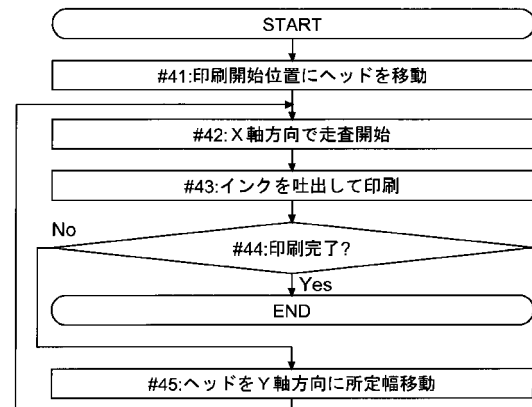 START
#41:印刷開始位置にヘッドを移動
#42:X軸方向で走査開始
#43:インクを吐出して印刷
No
#44:印刷完了?
Yes
END
#45:ヘッドをY軸方向に所定幅移動